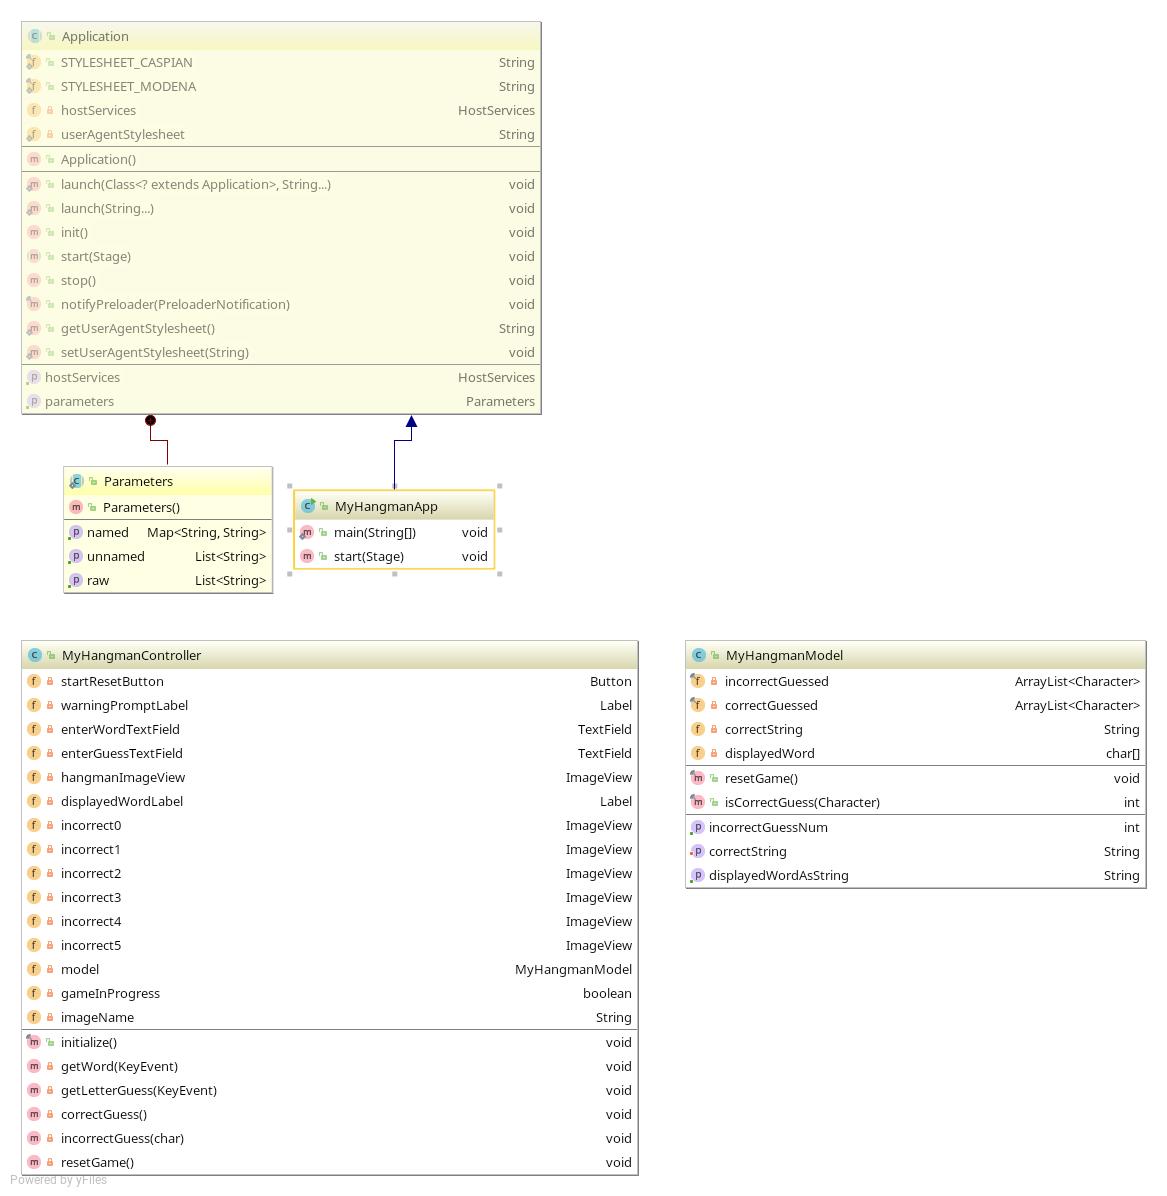 Application
STYLESHEET_CASPIAN String
STYLESHEET_MODENA String
hostServices HostServices
userAgentStylesheet String
Application()
launch(Class<? extends Application>, String...) void
launch(String...) void
init() void
start(Stage) void
stop() void
notifyPreloader(PreloaderNotification) void
getUserAgentStylesheet() String
setUserAgentStylesheet(String) void
hostServices HostServices
parameters Parameters
Parameters
Parameters()
named Map<String, String>
unnamed List<String>
raw List<String>
MyHangmanApp
main(String[]) void
start(Stage) void
MyHangmanController
startResetButton Button
warningPromptLabel Label
enterWordTextField TextField
enterGuessTextField TextField
hangmanImageView ImageView
displayedWordLabel Label
incorrect0 ImageView
incorrect1 ImageView
incorrect2 ImageView
incorrect3 ImageView
incorrect4 ImageView
incorrect5 ImageView
model MyHangmanModel
gameInProgress boolean
imageName String
initialize() void
getWord(KeyEvent) void
getLetterGuess(KeyEvent) void
correctGuess() void
incorrectGuess(char) void
resetGame() void
MyHangmanModel
incorrectGuessed ArrayList<Character>
correctGuessed ArrayList<Character>
correctString String
displayedWord char[]
resetGame() void
isCorrectGuess(Character) int
incorrectGuessNum int
correctString String
displayedWordAsString String
Powered by yFiles